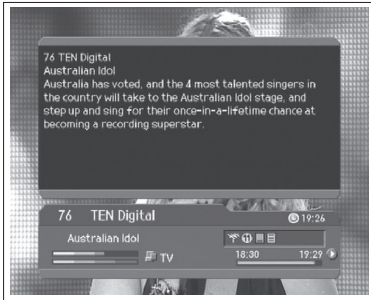 76 TEN Digital
Australian Idol
Australia has voted, and the 4 most talented singers in
the country will take to the Australian Idol stage, and
step up and sing for their once-in-a-lifetime chance at
becoming a recording superstar.
76 TEN Digital 19:26
Australian Idol
TV 18:30 19:29